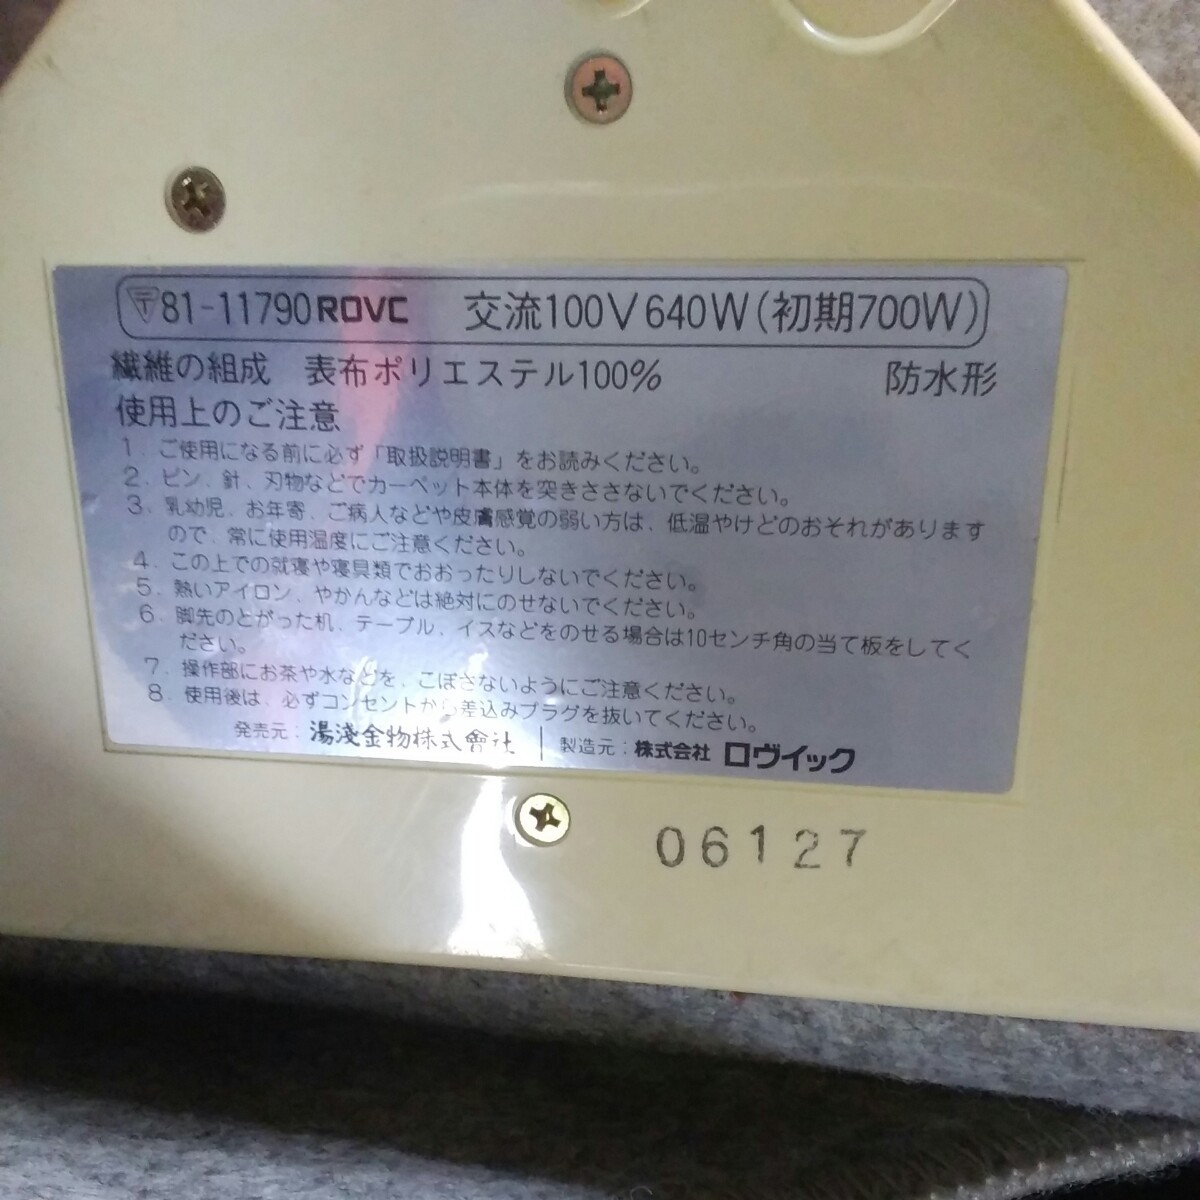 〒81-11790 ROVC 交流100V 640W(初期700W)
繊維の組成 表布ポリエステル100% 防水形
使用上のご注意
1. ご使用になる前に必ず「取扱説明書」をお読みください。
2. ピン、針、刃物などでカーペット本体を突きささないでください。
3. 乳幼児、お年寄、ご病人などや皮膚感覚の弱い方は、低温やけどのおそれがあります
ので、常に使用温度にご注意ください。
4. この上での就寝や寝具類でおおったりしないでください。
5. 熱いアイロン、やかんなどは絶対にのせないでください。
6. 脚先のとがった机、テーブル、イスなどをのせる場合は10センチ角の当て板をしてく
ださい。
7. 操作部にお茶や水などを、こぼさないようにご注意ください。
8. 使用後は、必ずコンセントから差込みプラグを抜いてください。
発売元:湯淺金物株式會社 | 製造元:株式会社 ロヴイック
06127